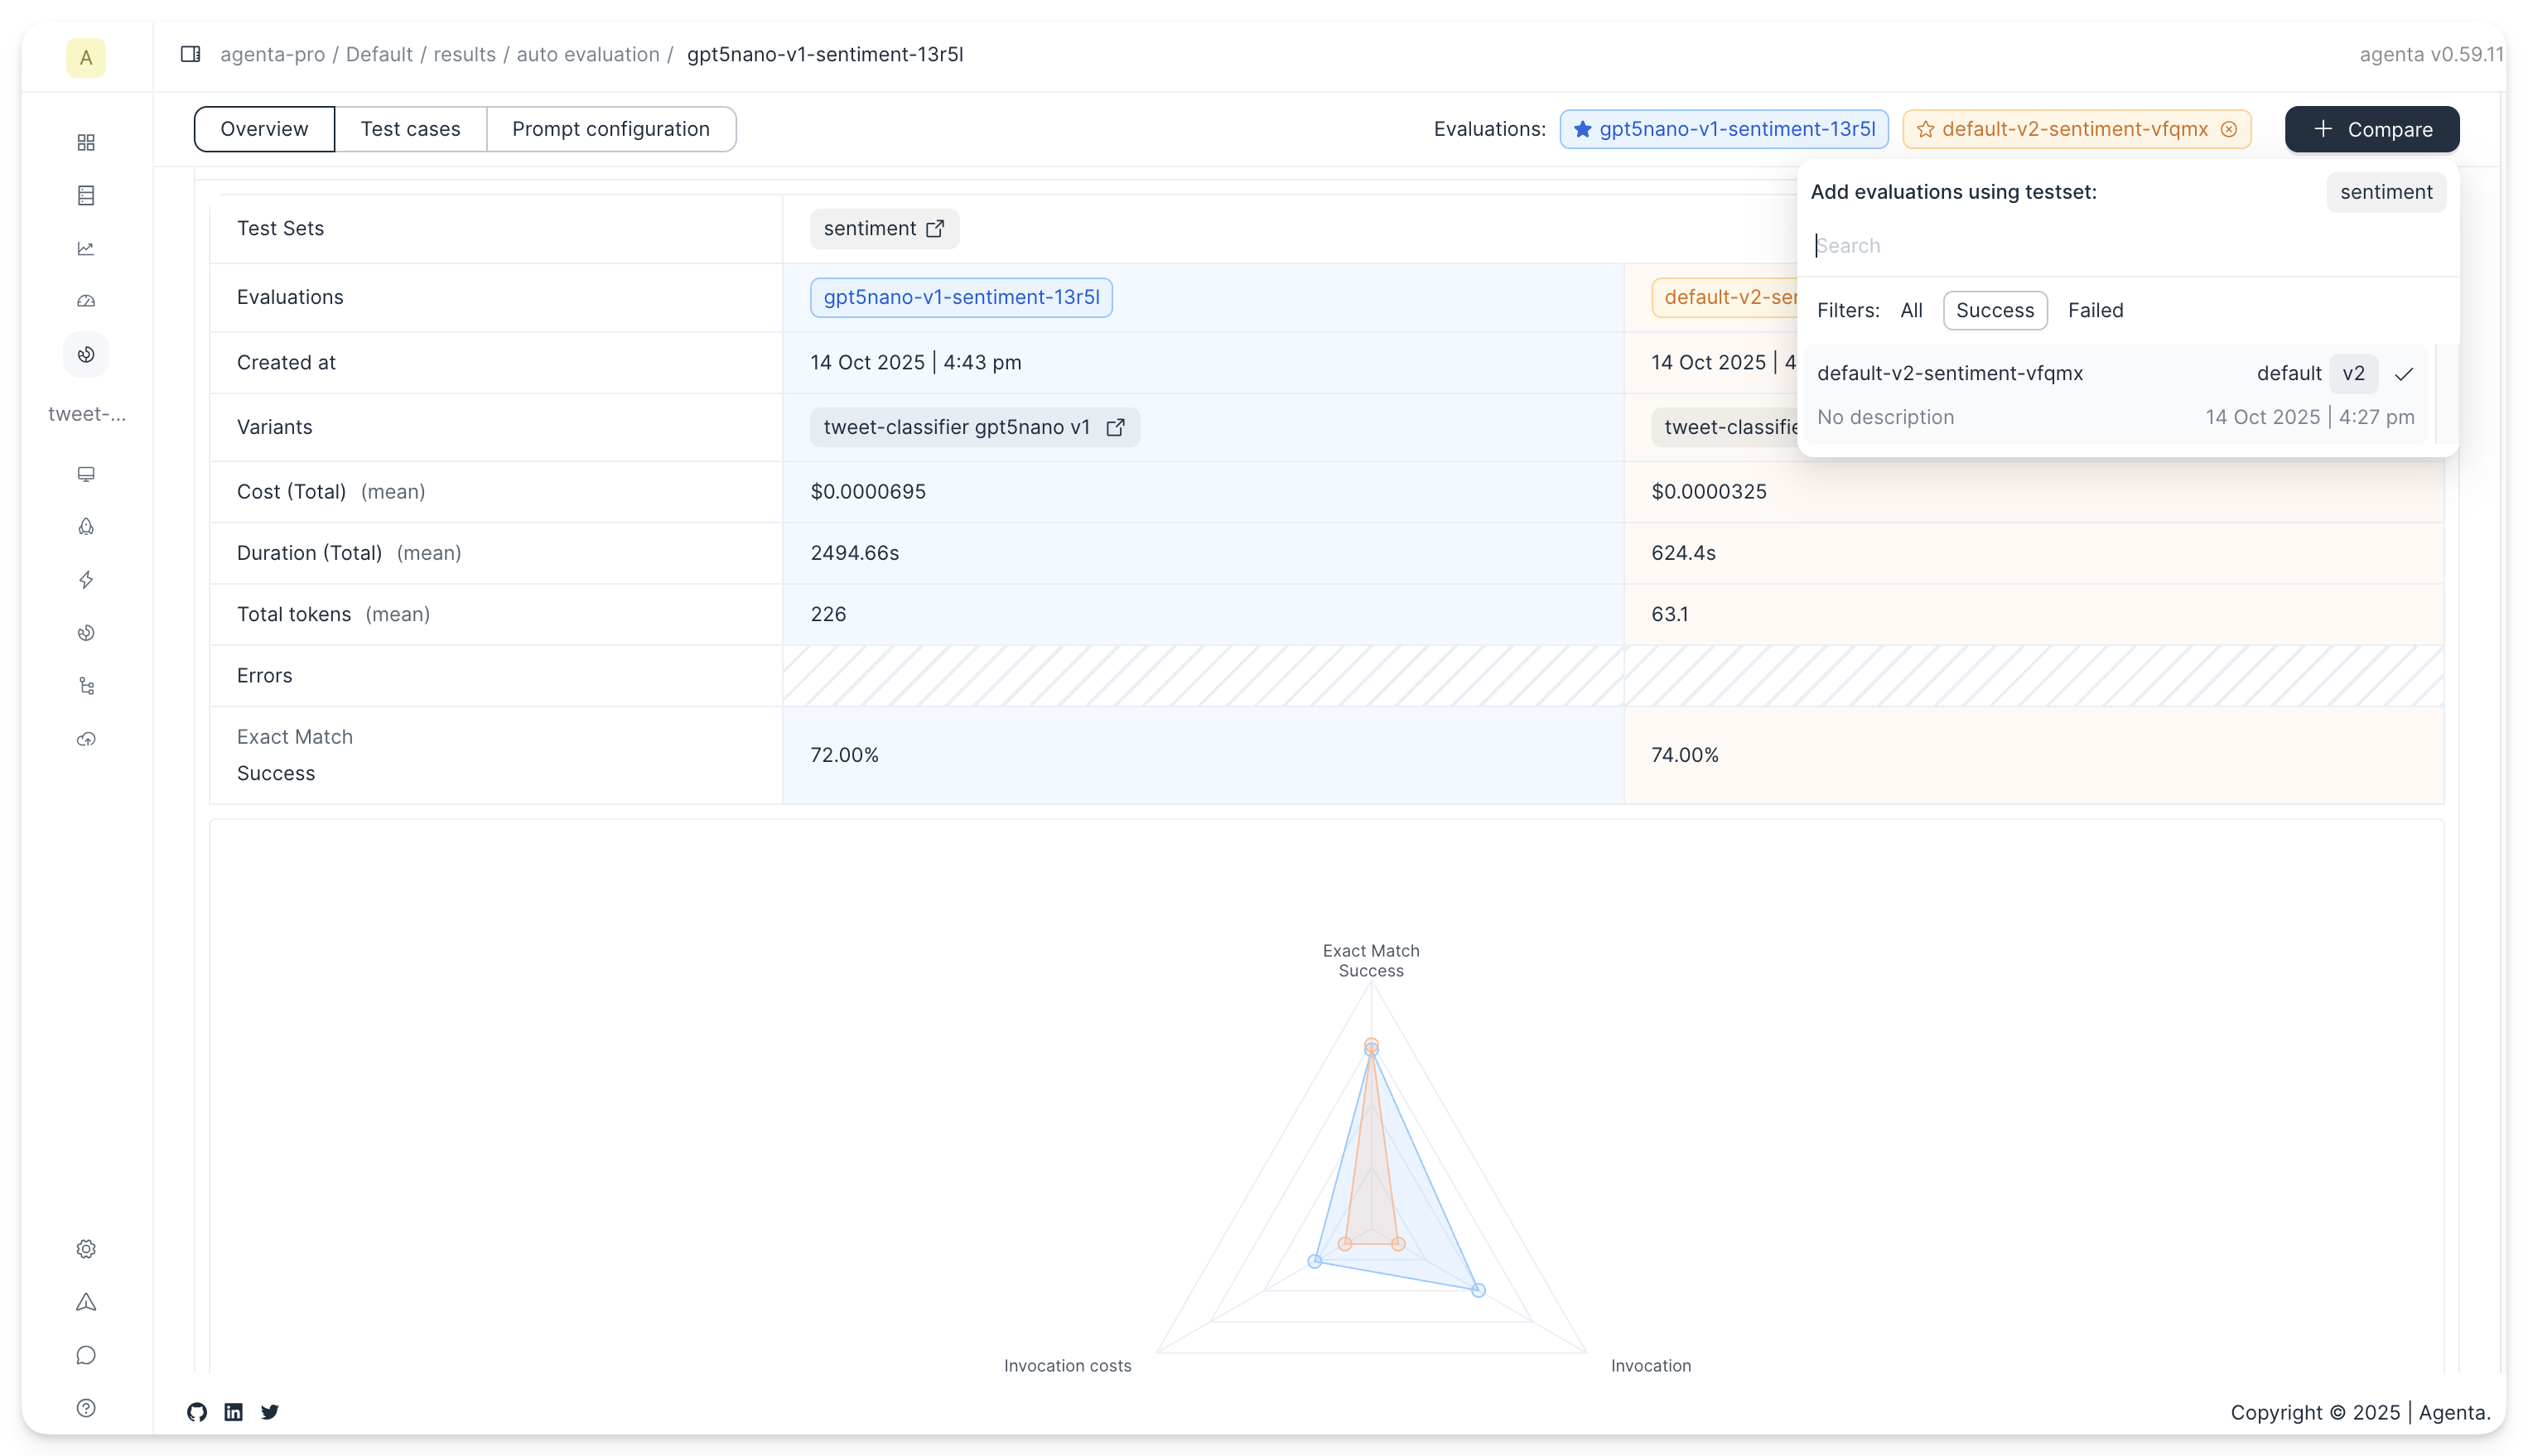 A
agenta-pro / Default / results / auto evaluation / gpt5nano-v1-sentiment-13r5l
agenta v0.59.11
Overview
Test cases
Prompt configuration
Evaluations:
gpt5nano-v1-sentiment-13r5l
default-v2-sentiment-vfqmx
Compare
Add evaluations using testset:
sentiment
Search
Filters:
All
Success
Failed
default-v2-sentiment-vfqmx
default
v2
No description
14 Oct 2025 | 4:27 pm
tweet-...
Test Sets
sentiment
Evaluations
gpt5nano-v1-sentiment-13r5l
default-v2-ser
Created at
14 Oct 2025 | 4:43 pm
14 Oct 2025 | 4
Variants
tweet-classifier gpt5nano v1
tweet-classifie
Cost (Total) (mean)
$0.0000695
$0.0000325
Duration (Total) (mean)
2494.66s
624.4s
Total tokens (mean)
226
63.1
Errors
Exact Match
Success
72.00%
74.00%
Exact Match
Success
Invocation costs
Invocation
Copyright © 2025 | Agenta.